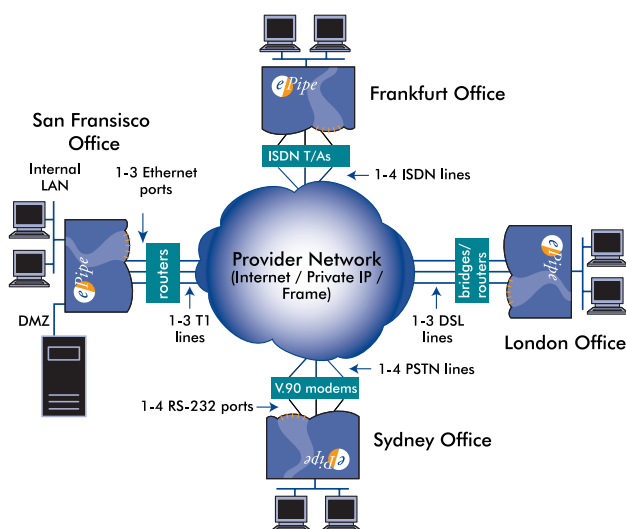 ePipe
Frankfurt Office
San Fransisco
Office
Internal
LAN
1-3 Ethernet
ports
ISDN T/As
1-4 ISDN lines
ePipe
routers
Provider Network
(Internet / Private IP /
Frame)
bridges/
routers
ePipe
DMZ
1-3 T1
lines
1-3 DSL
lines
London Office
1-4 PSTN lines
V.90 modems
1-4 RS-232 ports
Sydney Office
ePipe